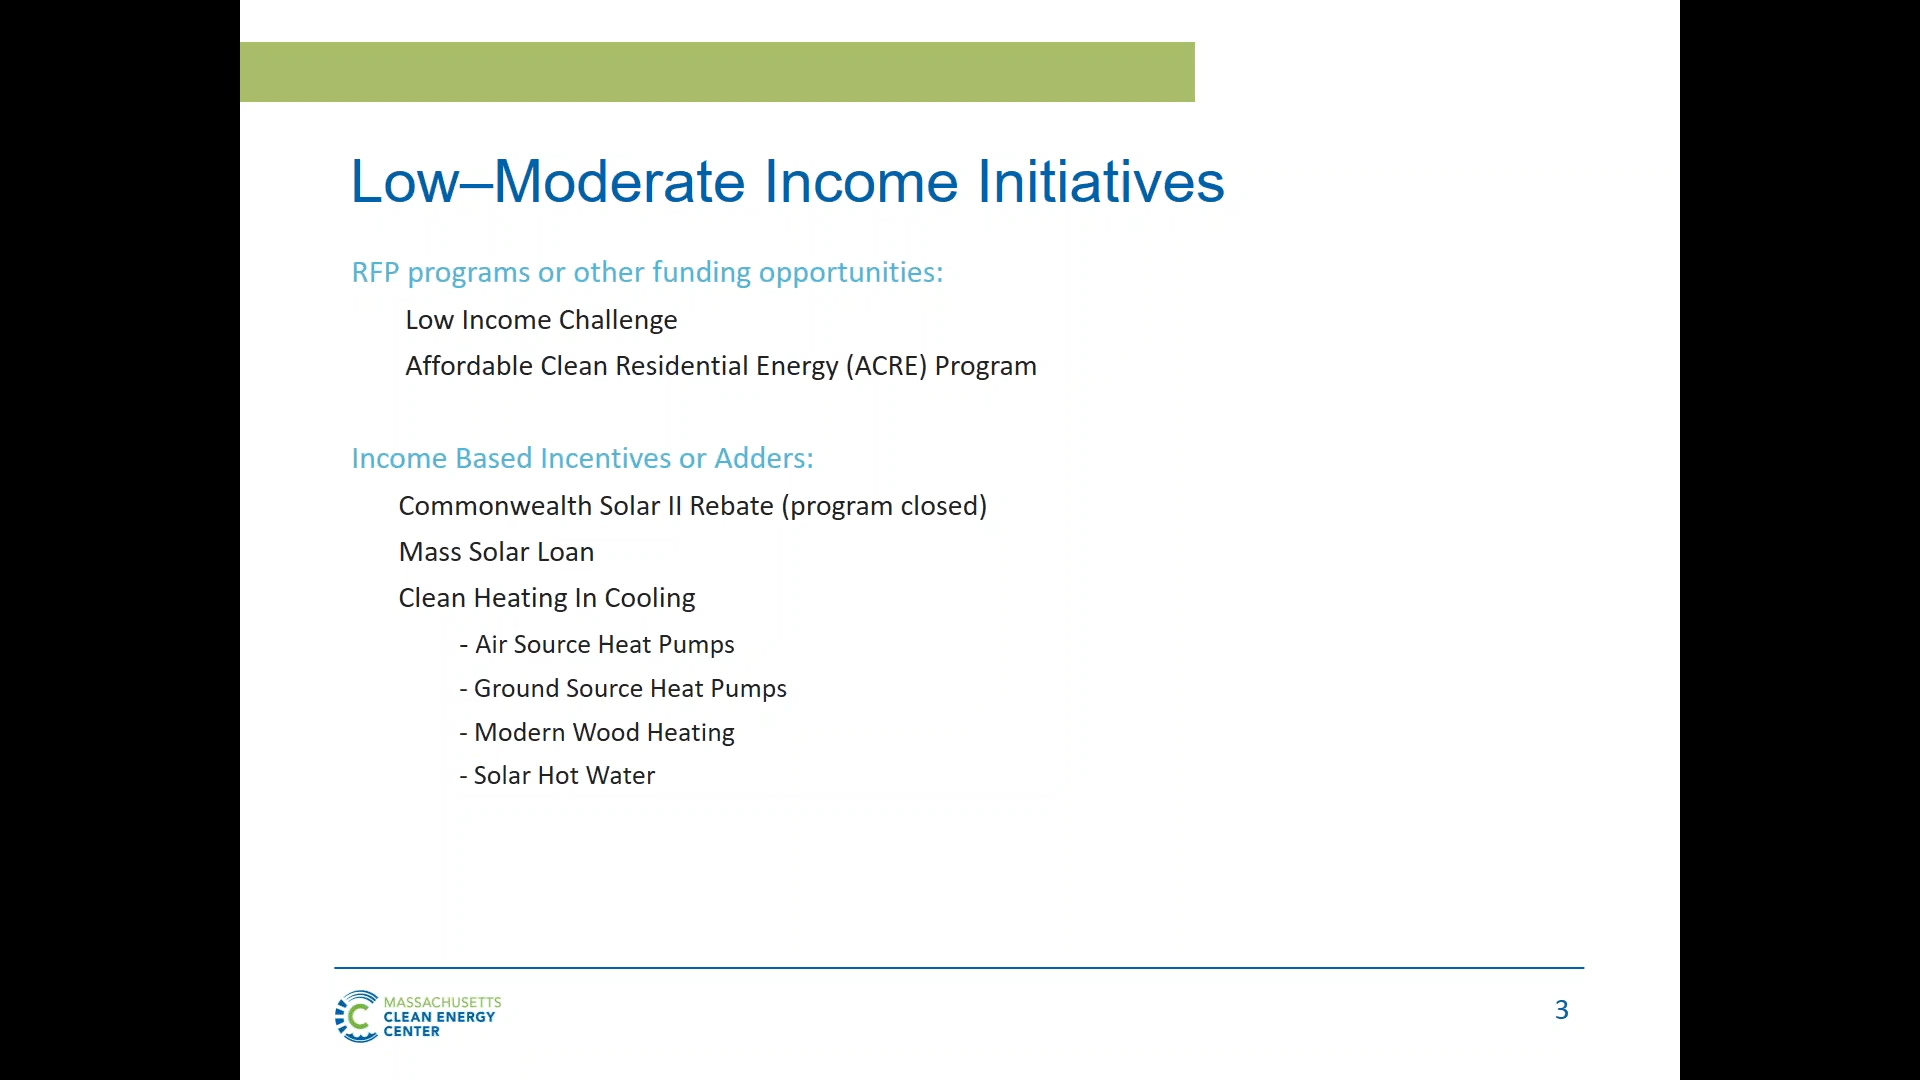 Low–Moderate Income Initiatives
RFP programs or other funding opportunities:
Low Income Challenge
Affordable Clean Residential Energy (ACRE) Program
Income Based Incentives or Adders:
Commonwealth Solar II Rebate (program closed)
Mass Solar Loan
Clean Heating In Cooling
- Air Source Heat Pumps
- Ground Source Heat Pumps
- Modern Wood Heating
- Solar Hot Water
MASSACHUSETTS
CLEAN ENERGY
CENTER
3